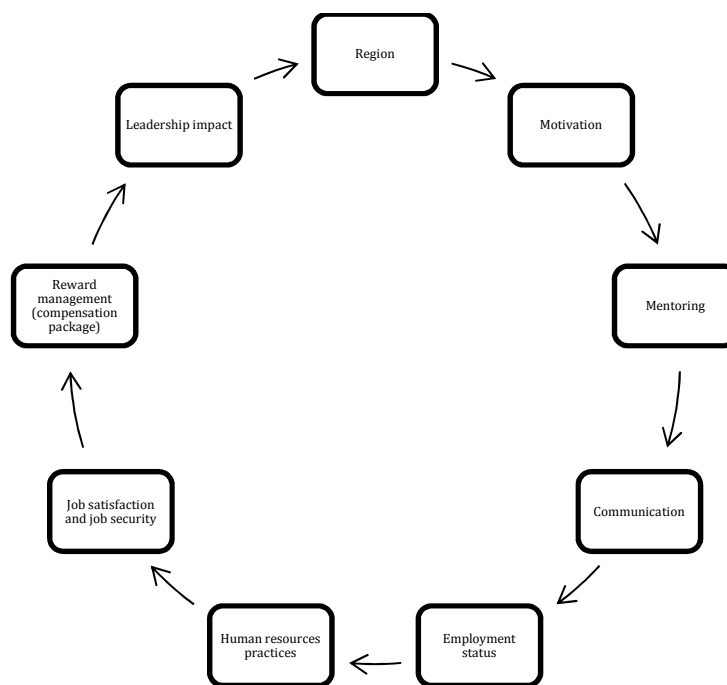 Region
Motivation
Mentoring
Communication
Employment
status
Human resources
practices
Job satisfaction
and job security
Reward
management
(compensation
package)
Leadership impact